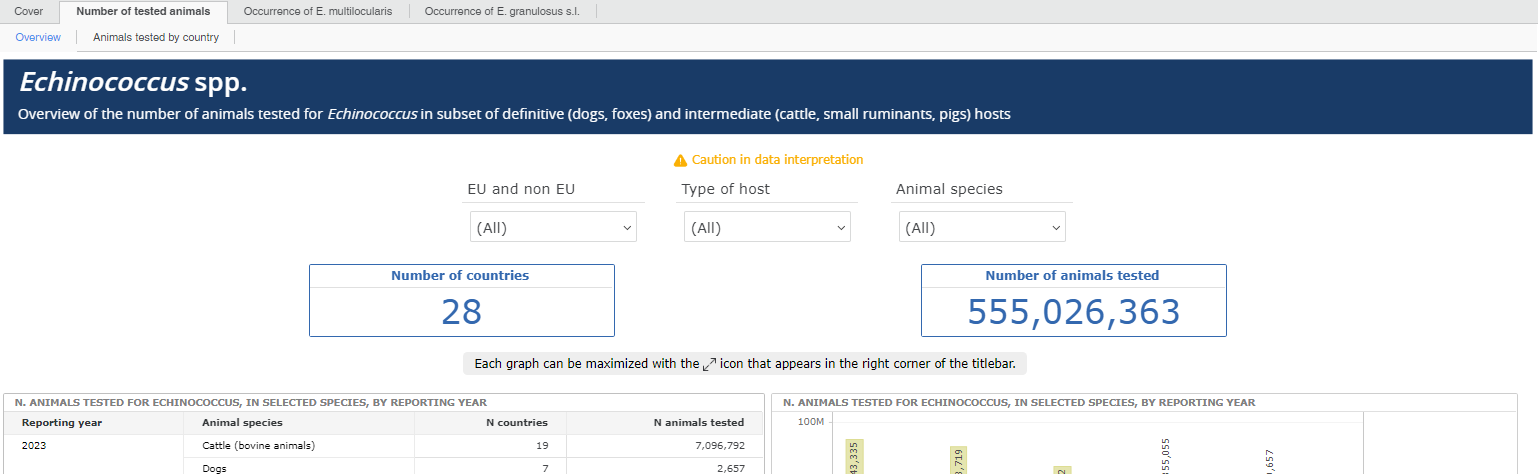 Cover Number of tested animals Occurrence of E. multilocularis Occurrence of E. granulosus s.l.
Overview Animals tested by country
Echinococcus spp.
Overview of the number of animals tested for Echinococcus in subset of definitive (dogs, foxes) and intermediate (cattle, small ruminants, pigs) hosts
Caution in data interpretation
EU and non EU Type of host Animal species
(All) (All) (All)
Number of countries Number of animals tested
28 555,026,363
Each graph can be maximized with the icon that appears in the right corner of the titlebar.
N. ANIMALS TESTED FOR ECHINOCOCCUS, IN SELECTED SPECIES, BY REPORTING YEAR
Reporting year Animal species N countries N animals tested
2023 Cattle (bovine animals) 19 7,096,792
Dogs 7 2,657
N. ANIMALS TESTED FOR ECHINOCOCCUS, IN SELECTED SPECIES, BY REPORTING YEAR
100M